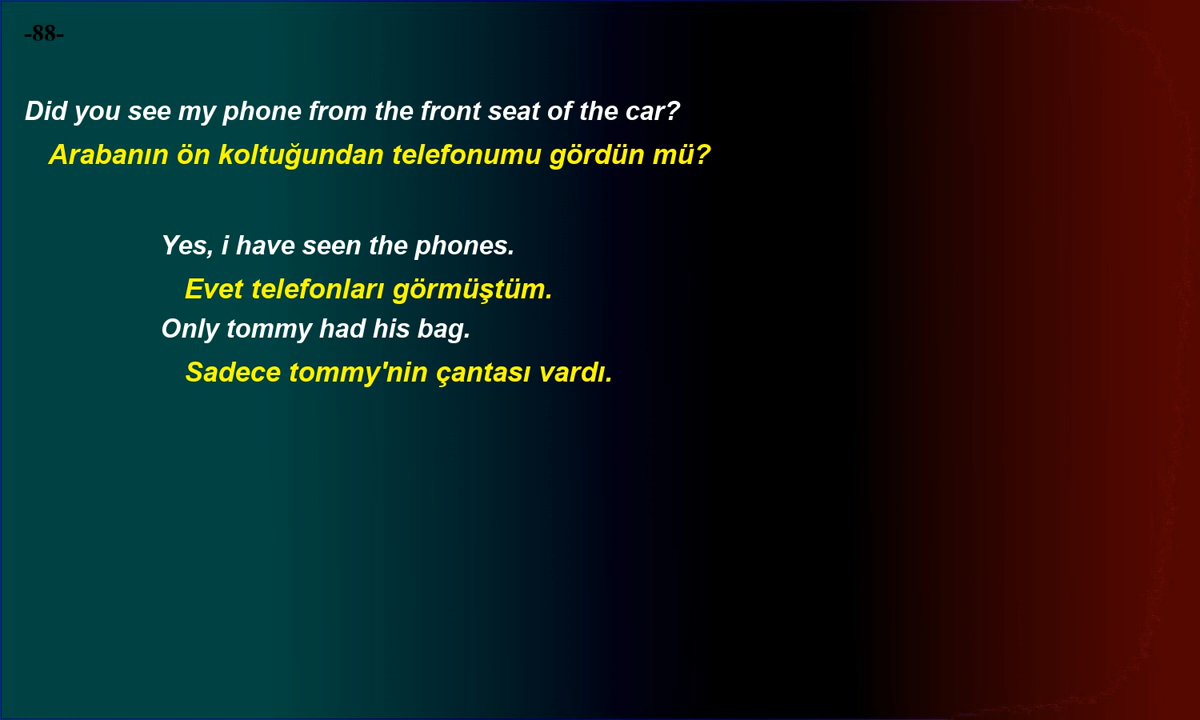 -88-
Did you see my phone from the front seat of the car?
Arabanın ön koltuğundan telefonumu gördün mü?
Yes, i have seen the phones.
Evet telefonları görmüştüm.
Only tommy had his bag.
Sadece tommy'nin çantası vardı.